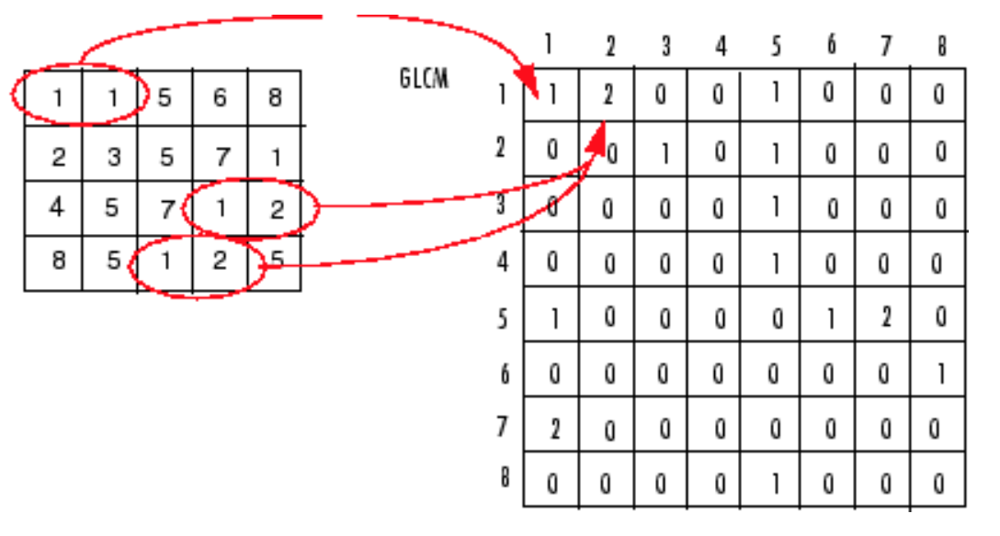 1 1 5 6 8
2 3 5 7 1
4 5 7 1 2
8 5 1 2 5
GLCM
1 2 3 4 5 6 7 8
1 1 2 0 0 1 0 0 0
2 0 0 1 0 1 0 0 0
3 0 0 0 0 1 0 0 0
4 0 0 0 0 1 0 0 0
5 1 0 0 0 0 1 2 0
6 0 0 0 0 0 0 0 1
7 2 0 0 0 0 0 0 0
8 0 0 0 0 1 0 0 0